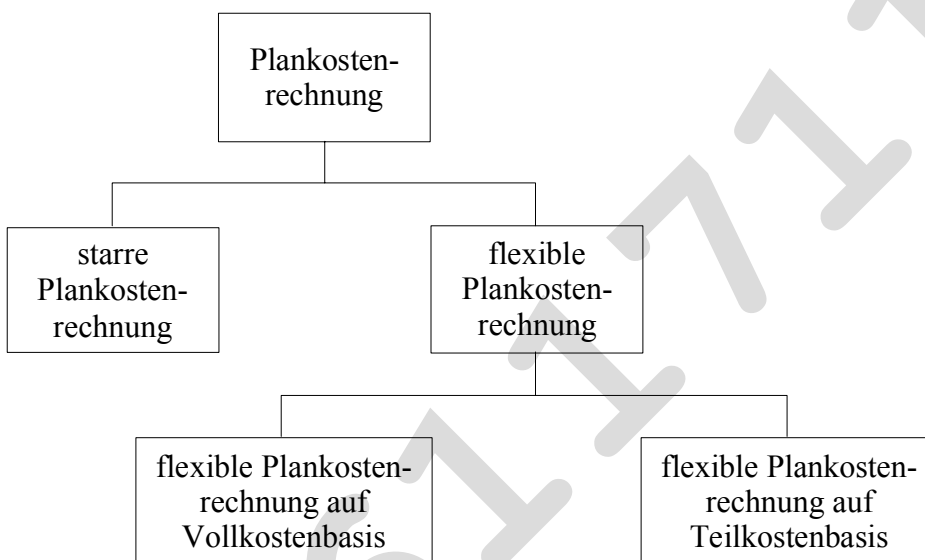 Plankosten-
rechnung
starre
Plankosten-
rechnung
flexible
Plankosten-
rechnung
flexible Plankosten-
rechnung auf
Vollkostenbasis
flexible Plankosten-
rechnung auf
Teilkostenbasis